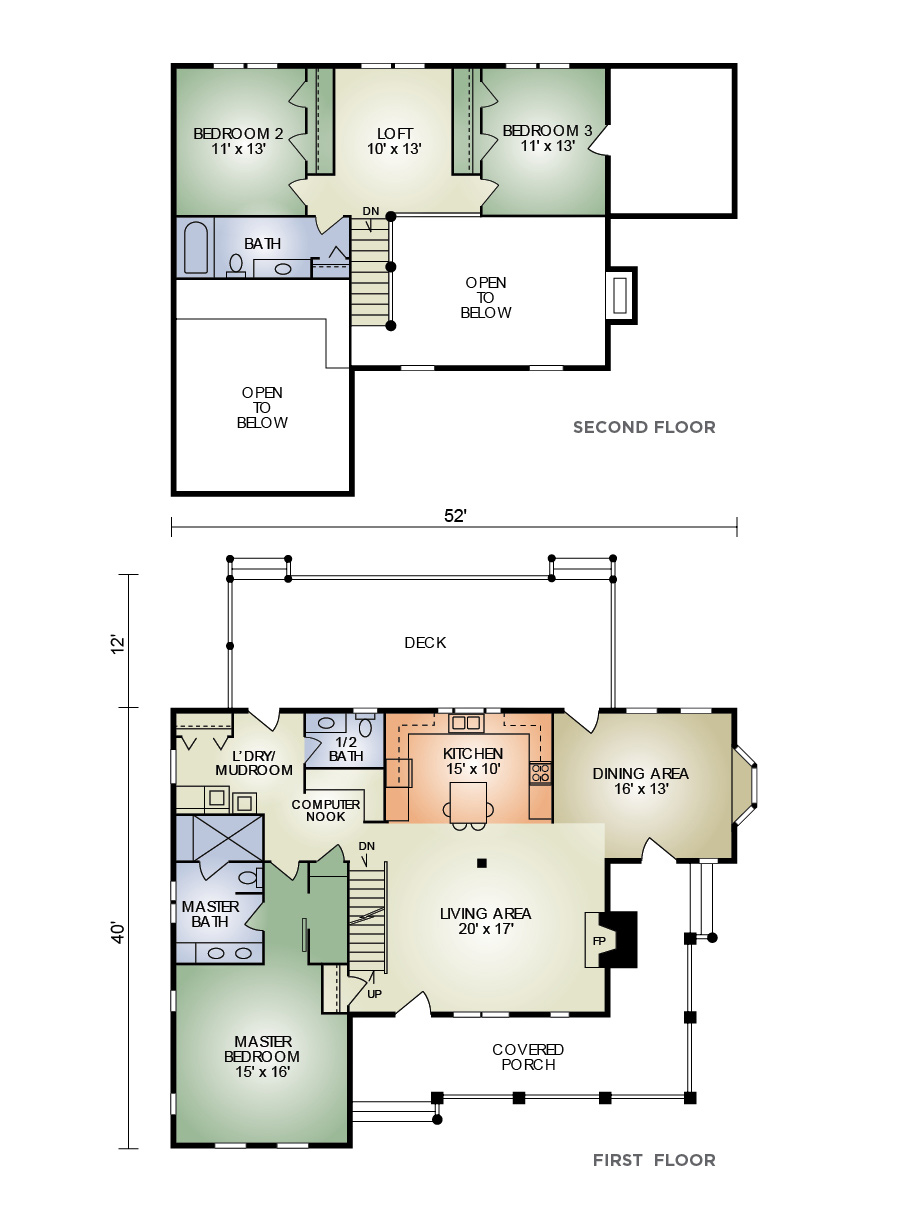 BEDROOM 2
11' x 13'
LOFT
10' x 13'
BEDROOM 3
11' x 13'
DN
BATH
OPEN
TO
BELOW
OPEN
TO
BELOW
SECOND FLOOR
52'
12'
DECK
40'
L'DRY/
MUDROOM
1/2
BATH
KITCHEN
15' x 10'
DINING AREA
16' x 13'
COMPUTER
NOOK
DN
MASTER
BATH
LIVING AREA
20' x 17'
FP
UP
MASTER
BEDROOM
15' x 16'
COVERED
PORCH
FIRST FLOOR